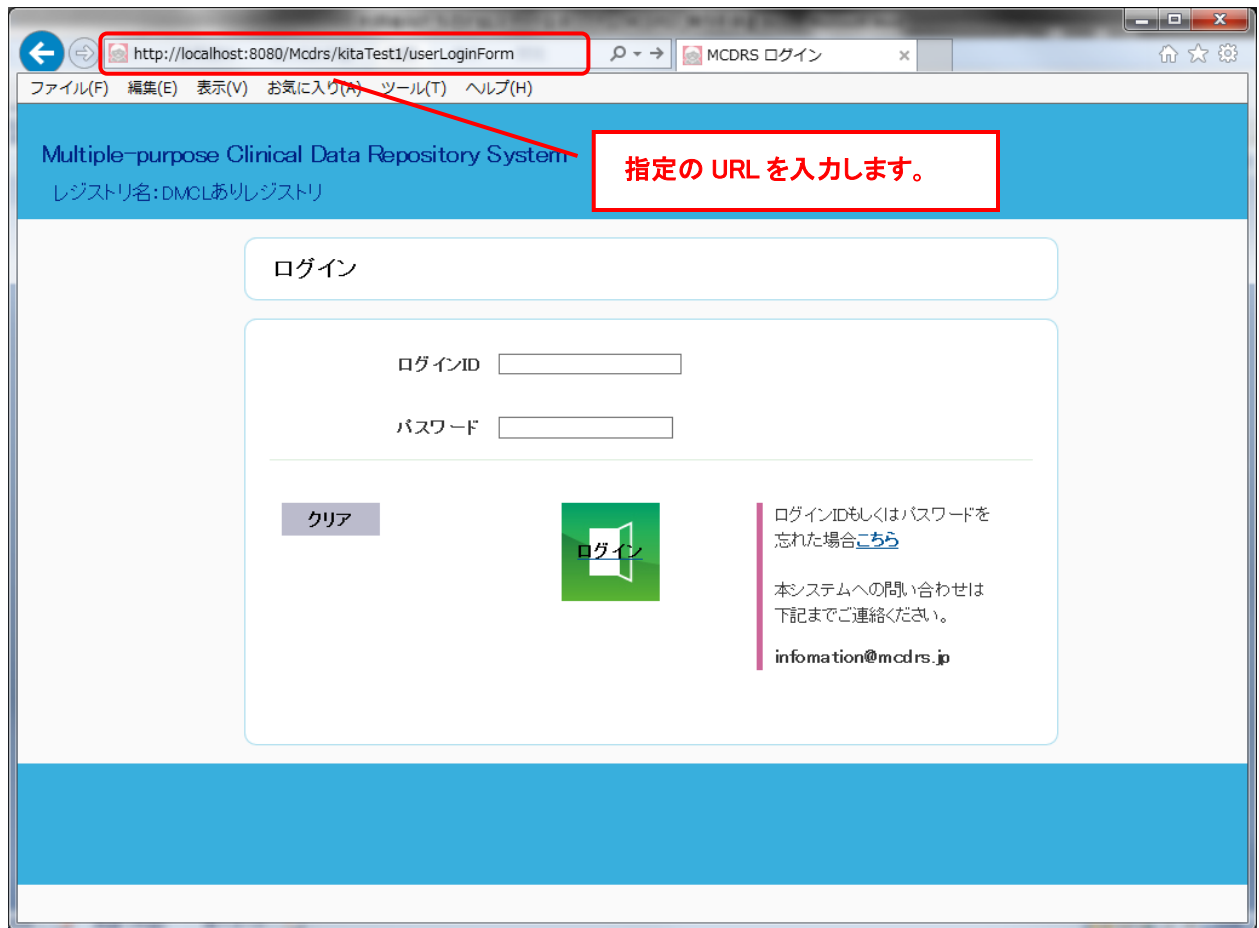 http://localhost:8080/Mcdrs/kitaTest1/userLoginForm
MCDRS ログイン
ファイル(F) 編集(E) 表示(V) お気に入り(A) ツール(T) ヘルプ(H)
Multiple-purpose Clinical Data Repository System
指定の URL を入力します。
レジストリ名:DMCLありレジストリ
ログイン
ログインID
パスワード
クリア
ログイン
ログインIDもしくはパスワードを
忘れた場合こちら
本システムへの問い合わせは
下記までご連絡ください。
infomation@mcdrs.jp